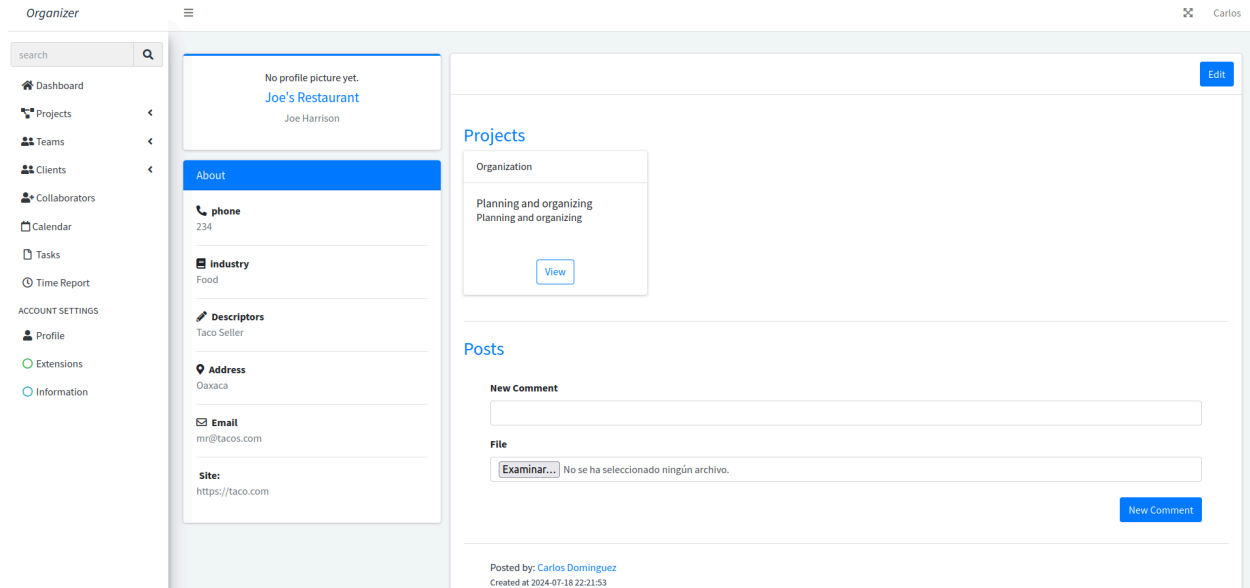 Organizer
Carlos
search
Dashboard
Projects
Teams
Clients
Collaborators
Calendar
Tasks
Time Report
ACCOUNT SETTINGS
Profile
Extensions
Information
No profile picture yet.
Joe's Restaurant
Joe Harrison
About
phone
234
industry
Food
Descriptors
Taco Seller
Address
Oaxaca
Email
mr@tacos.com
Site:
https://taco.com
Edit
Projects
Organization
Planning and organizing
Planning and organizing
View
Posts
New Comment
File
Examinar... No se ha seleccionado ningún archivo.
New Comment
Posted by: Carlos Dominguez
Created at 2024-07-18 22:21:53